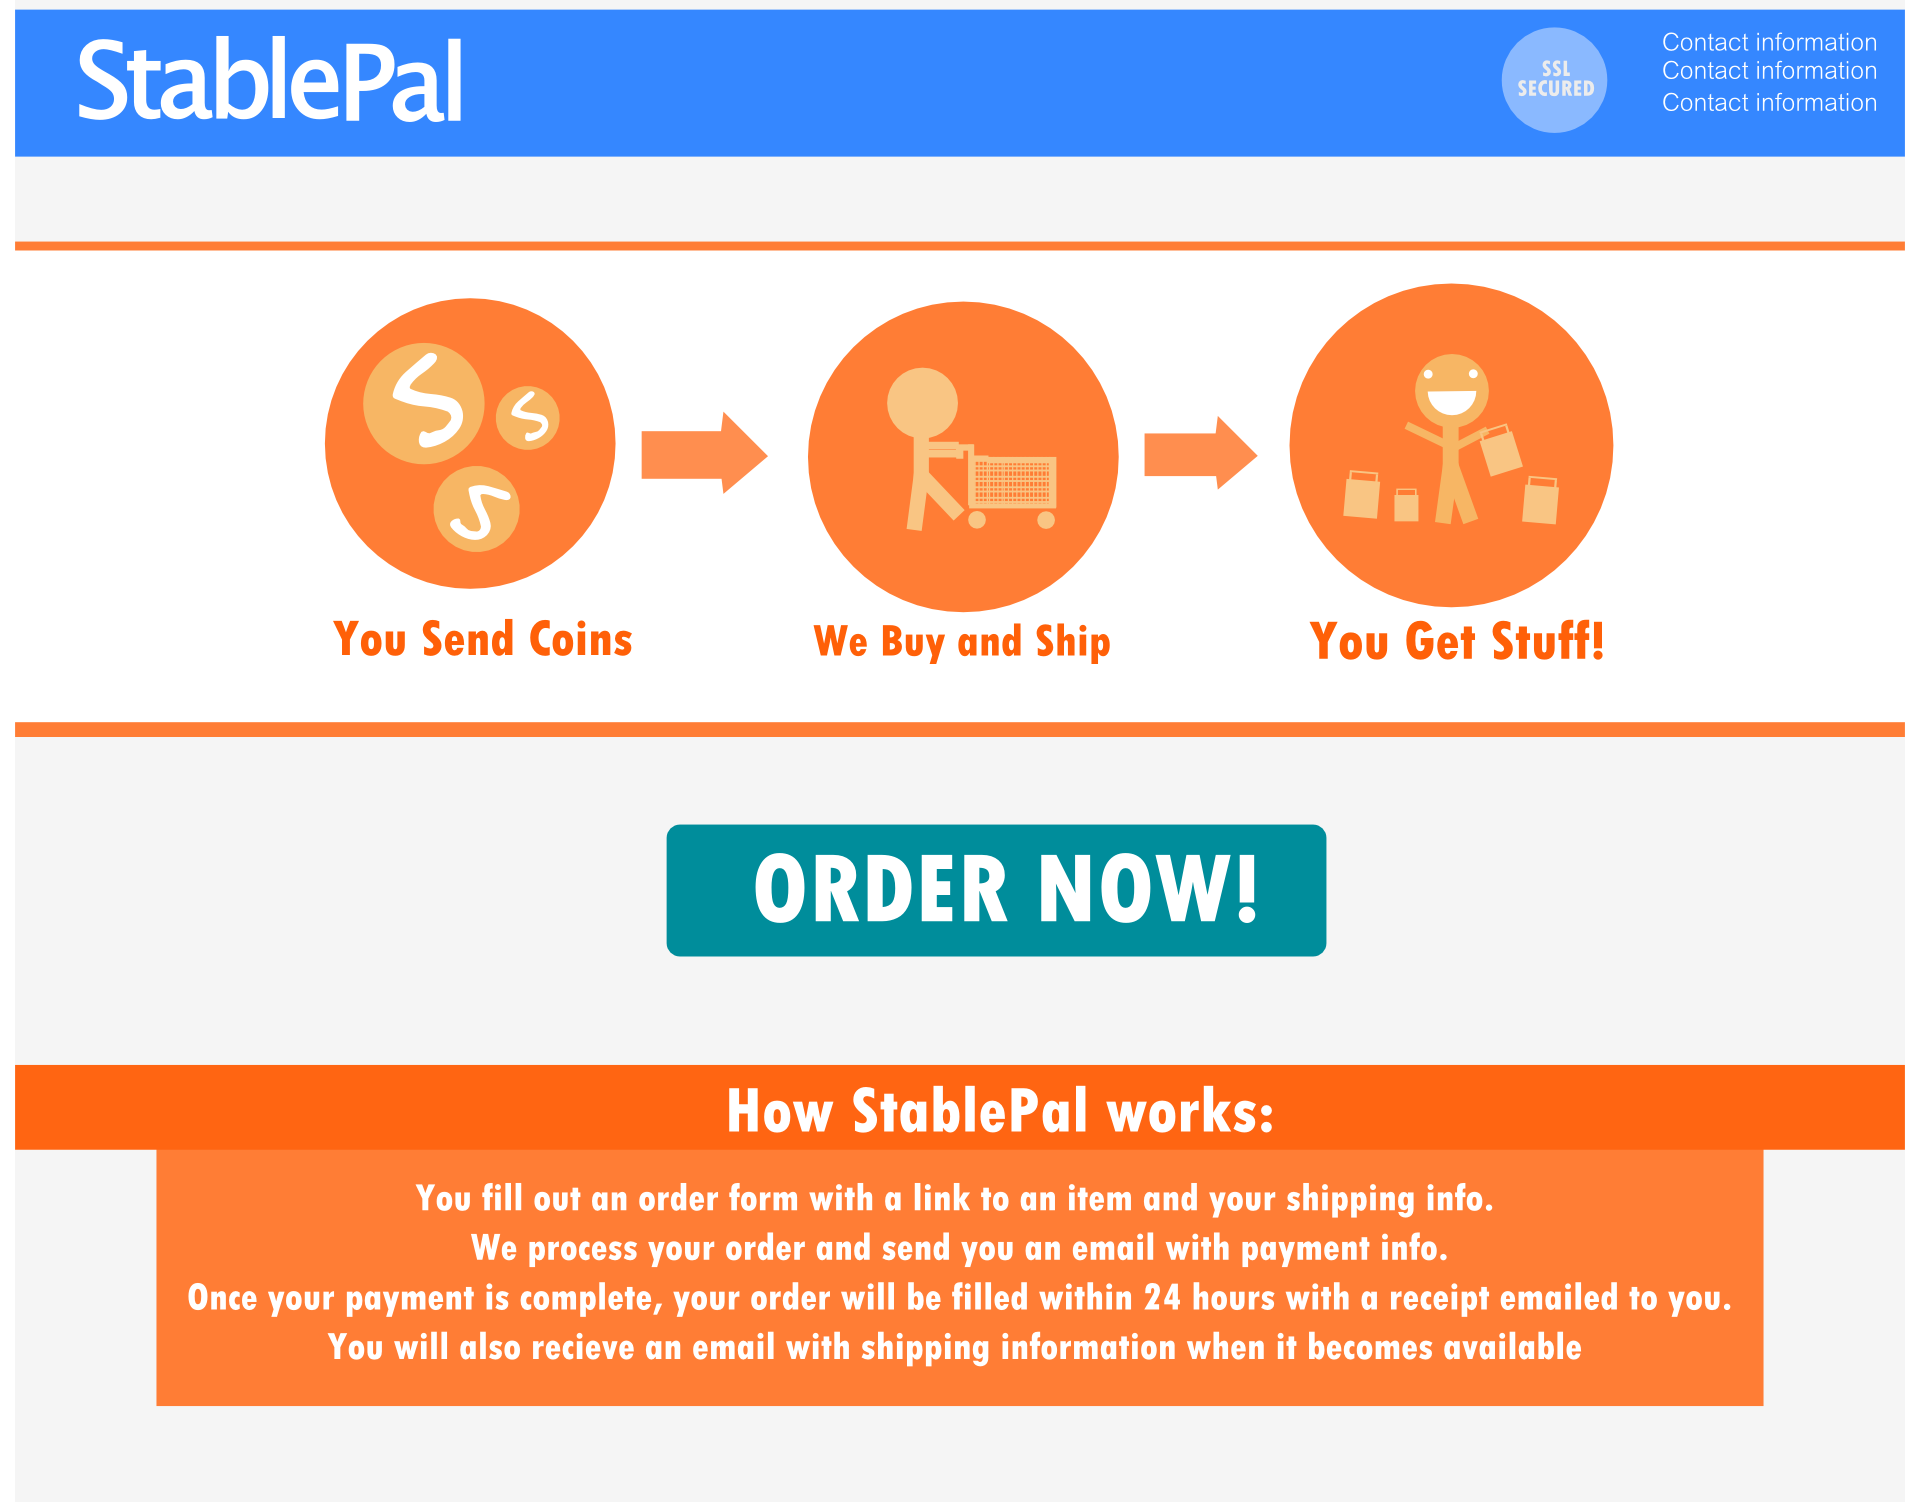 StablePal
SSL
SECURED
Contact information
Contact information
Contact information
S
S
S
You Send Coins
We Buy and Ship
You Get Stuff!
ORDER NOW!
How StablePal works:
You fill out an order form with a link to an item and your shipping info.
We process your order and send you an email with payment info.
Once your payment is complete, your order will be filled within 24 hours with a receipt emailed to you.
You will also recieve an email with shipping information when it becomes available